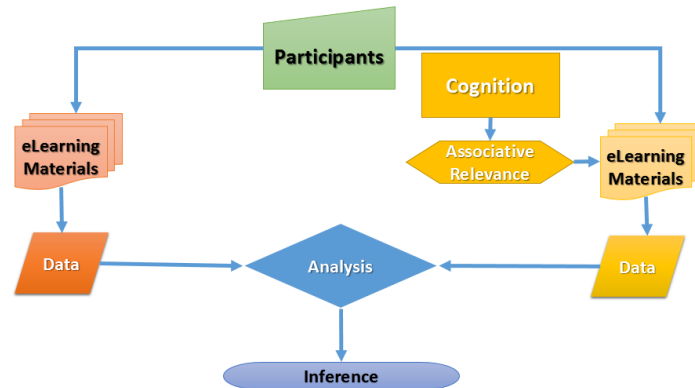 Participants
Cognition
eLearning
Materials
Associative
Relevance
eLearning
Materials
Data
Analysis
Data
Inference